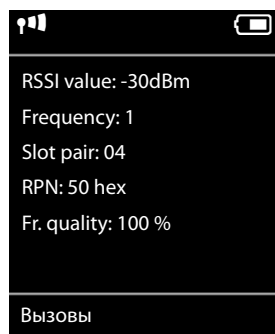 RSSI value: -30dBm
Frequency: 1
Slot pair: 04
RPN: 50 hex
Fr. quality: 100 %
Вызовы